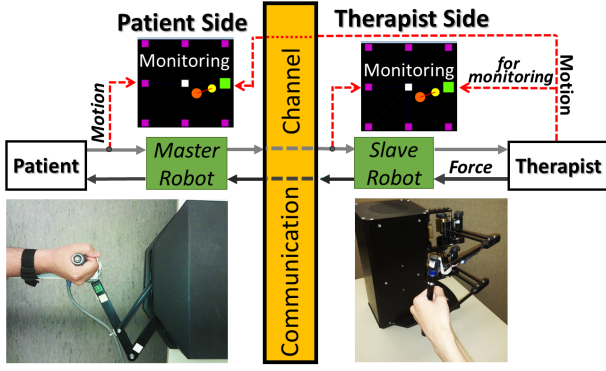 Patient Side
Therapist Side
Monitoring
Monitoring
for
monitoring
Motion
Motion
Channel
Communication
Patient
Master
Robot
Slave
Robot
Force
Therapist